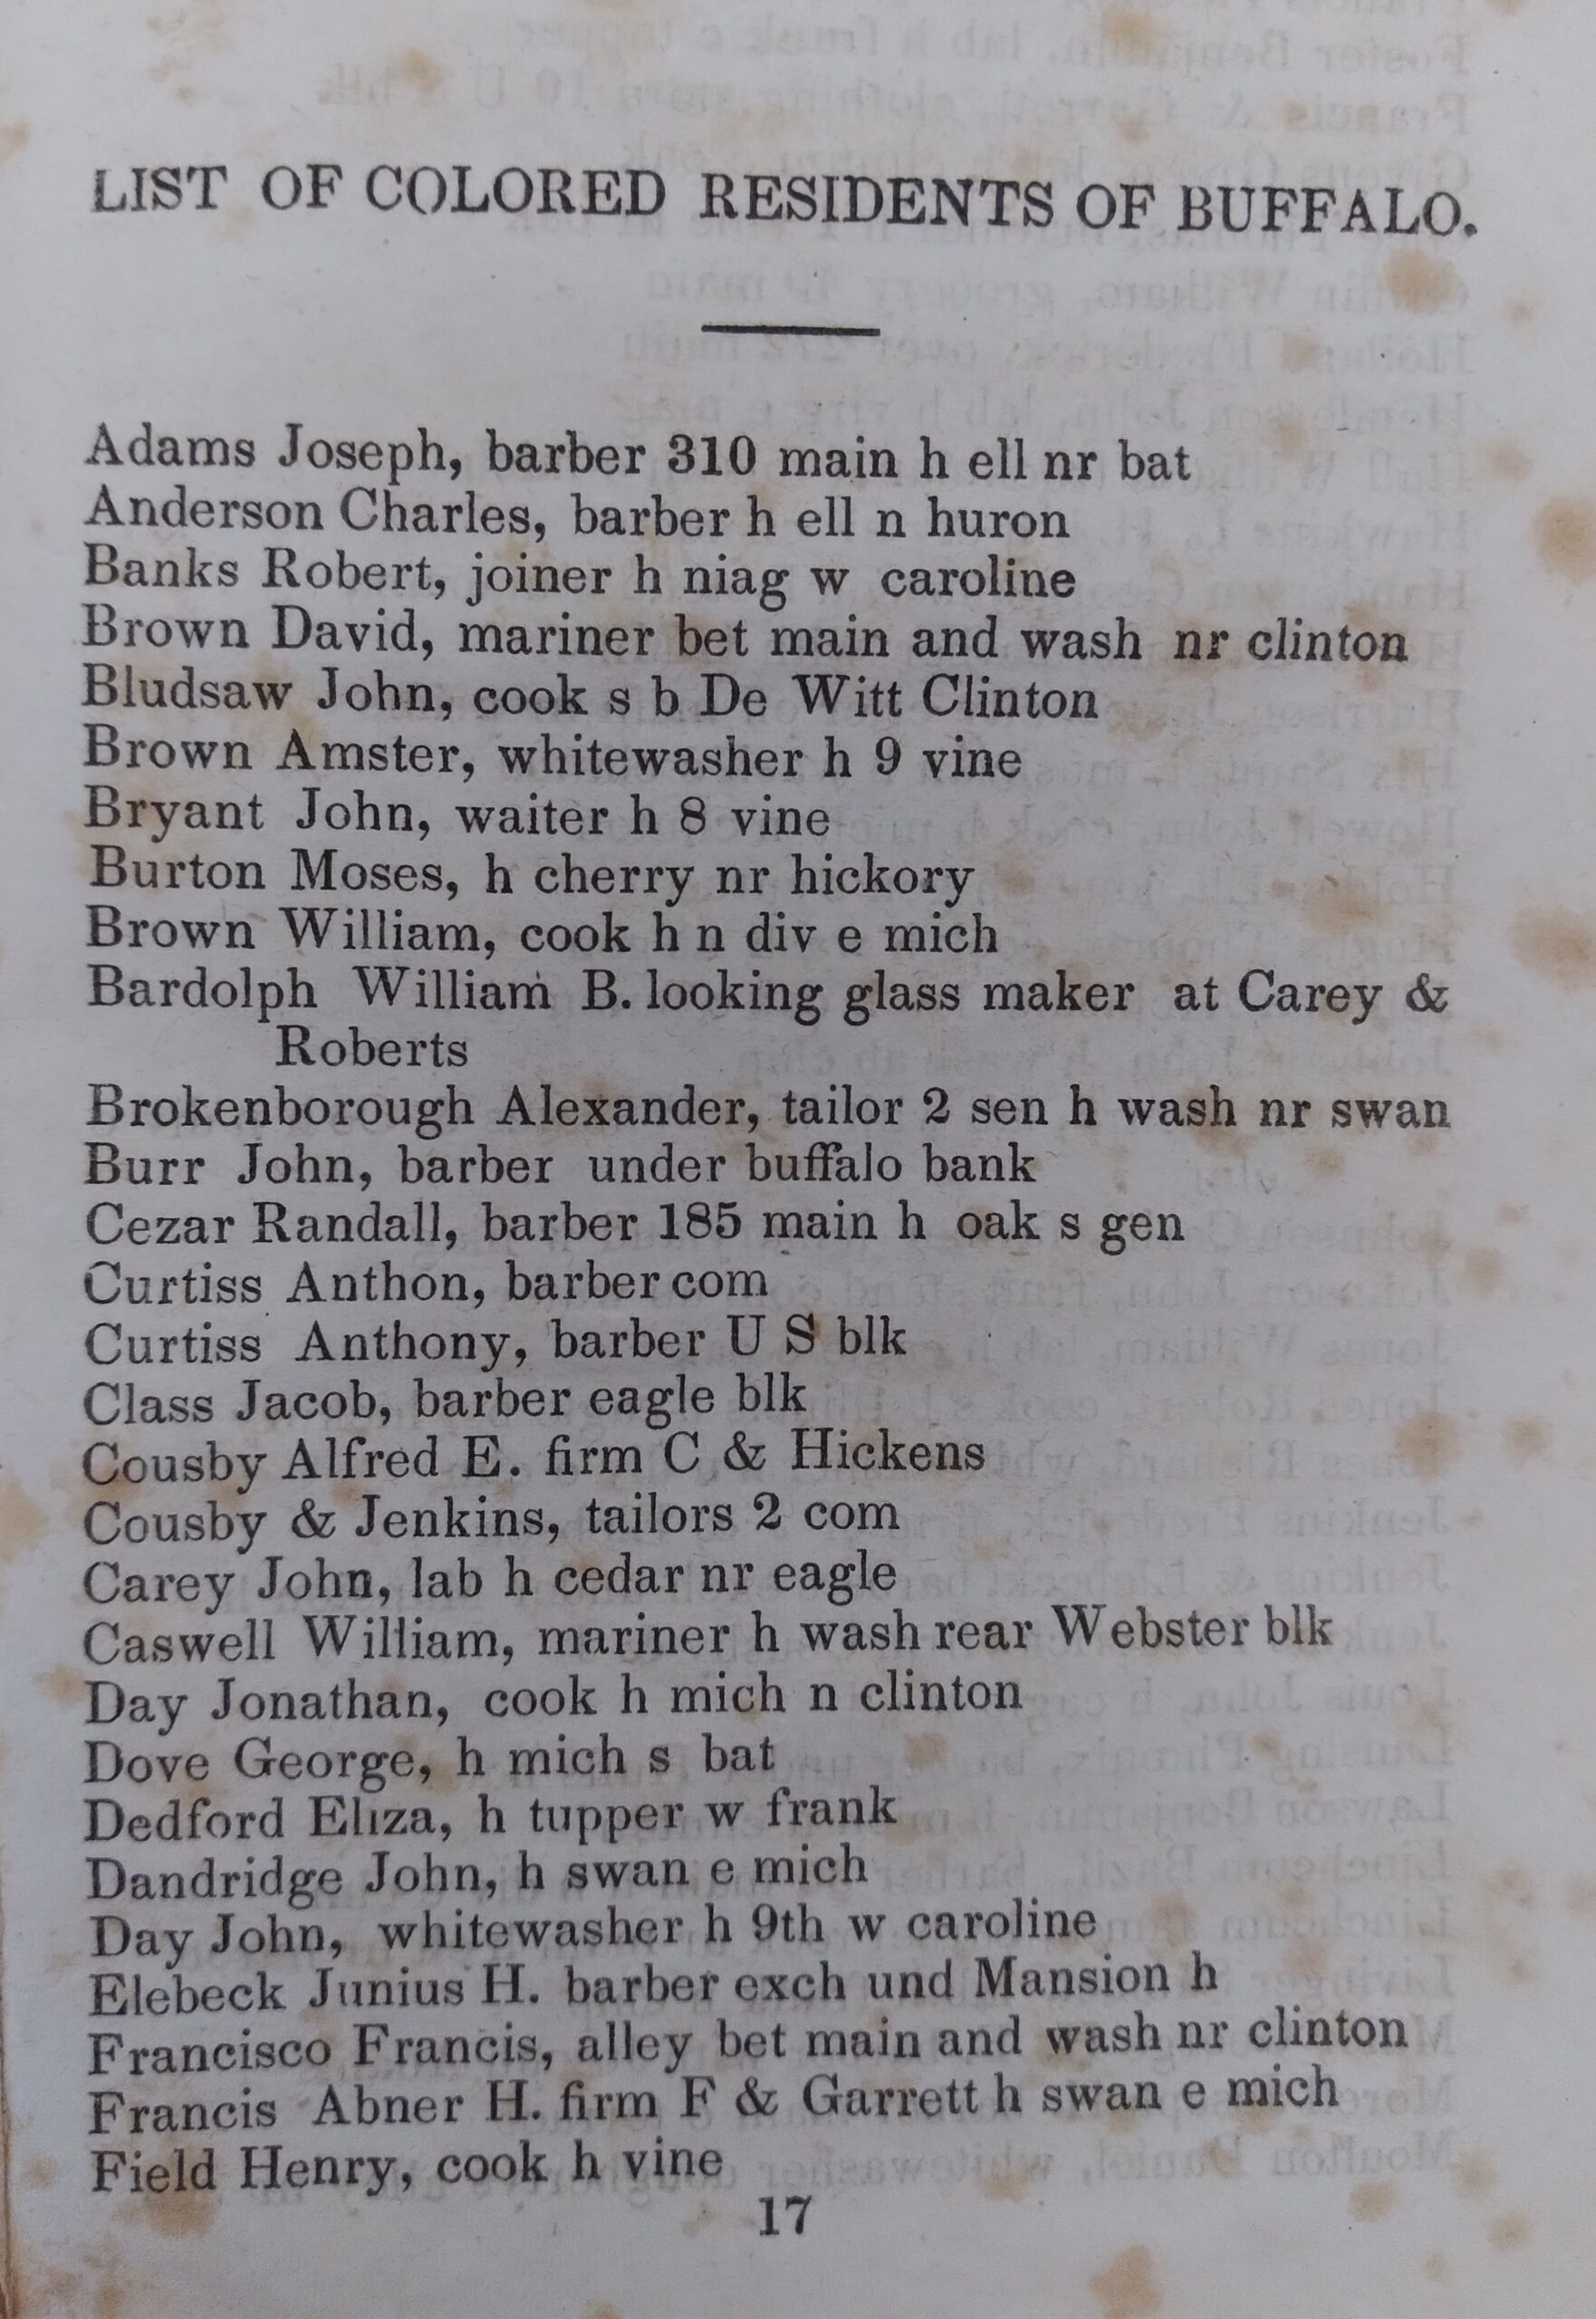 LIST OF COLORED RESIDENTS OF BUFFALO.
Adams Joseph, barber 310 main h ell nr bat
Anderson Charles, barber h ell n huron
Banks Robert, joiner h niag w caroline
Brown David, mariner bet main and wash nr clinton
Bludsaw John, cook s b De Witt Clinton
Brown Amster, whitewasher h 9 vine
Bryant John, waiter h 8 vine
Burton Moses, h cherry nr hickory
Brown William, cook h n div e mich
Bardolph William B. looking glass maker at Carey &
Roberts
Brokenborough Alexander, tailor 2 sen h wash nr swan
Burr John, barber under buffalo bank
Cezar Randall, barber 185 main h oak s gen
Curtiss Anthon, barber com
Curtiss Anthony, barber U S blk
Class Jacob, barber eagle blk
Cousby Alfred E. firm C & Hickens
Cousby & Jenkins, tailors 2 com
Carey John, lab h cedar nr eagle
Caswell William, mariner h wash rear Webster blk
Day Jonathan, cook h mich n clinton
Dove George, h mich s bat
Dedford Eliza, h tupper w frank
Dandridge John, h swan e mich
Day John, whitewasher h 9th w caroline
Elebeck Junius H. barber exch und Mansion h
Francisco Francis, alley bet main and wash nr clinton
Francis Abner H. firm F & Garrett h swan e mich
Field Henry, cook h vine
17